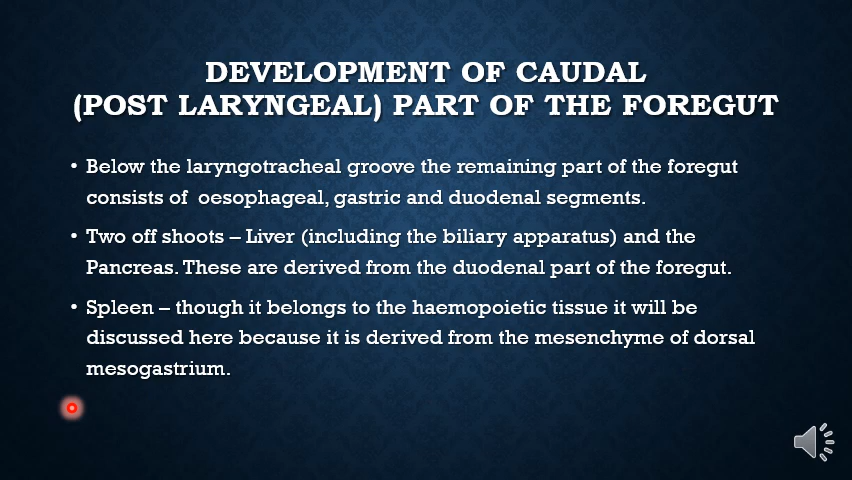 DEVELOPMENT OF CAUDAL
(POST LARYNGEAL) PART OF THE FOREGUT
• Below the laryngotracheal groove the remaining part of the foregut
consists of oesophageal, gastric and duodenal segments.
• Two off shoots – Liver (including the biliary apparatus) and the
Pancreas. These are derived from the duodenal part of the foregut.
• Spleen – though it belongs to the haemopoietic tissue it will be
discussed here because it is derived from the mesenchyme of dorsal
mesogastrium.